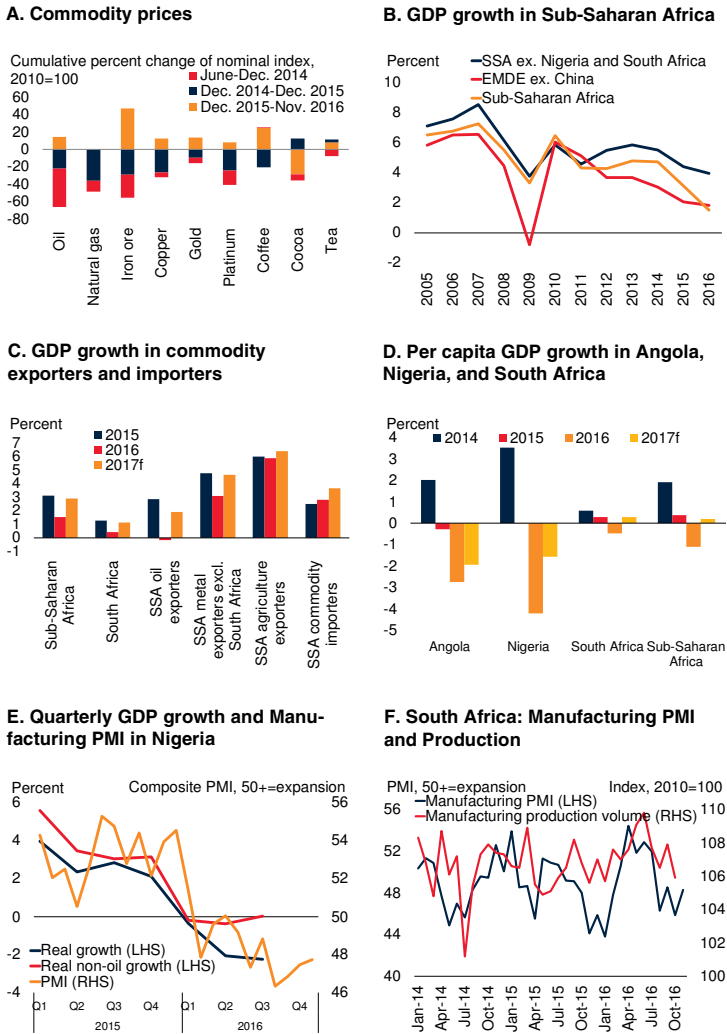 A. Commodity prices
Cumulative percent change of nominal index,
2010=100
June-Dec. 2014
Dec. 2014-Dec. 2015
Dec. 2015-Nov. 2016
60
40
20
0
-20
-40
-60
-80
Oil
Natural gas
Iron ore
Copper
Gold
Platinum
Coffee
Cocoa
Tea
B. GDP growth in Sub-Saharan Africa
Percent
SSA ex. Nigeria and South Africa
EMDE ex. China
Sub-Saharan Africa
10
8
6
4
2
0
-2
2005
2006
2007
2008
2009
2010
2011
2012
2013
2014
2015
2016
C. GDP growth in commodity
exporters and importers
Percent
2015
2016
2017f
7
6
5
4
3
2
1
0
-1
Sub-Saharan
Africa
South Africa
SSA oil
exporters
SSA metal
exporters excl.
South Africa
SSA agriculture
exporters
SSA commodity
importers
D. Per capita GDP growth in Angola,
Nigeria, and South Africa
Percent
2014
2015
2016
2017f
4
3
2
1
0
-1
-2
-3
-4
-5
Angola
Nigeria
South Africa
Sub-Saharan
Africa
E. Quarterly GDP growth and Manu-
facturing PMI in Nigeria
Percent
Composite PMI, 50+=expansion
6
4
2
0
-2
-4
56
54
52
50
48
46
Real growth (LHS)
Real non-oil growth (LHS)
PMI (RHS)
Q1
Q2
Q3
Q4
Q1
Q2
Q3
Q4
2015
2016
F. South Africa: Manufacturing PMI
and Production
PMI, 50+=expansion
Index, 2010=100
Manufacturing PMI (LHS)
Manufacturing production volume (RHS)
56
52
48
44
40
110
108
106
104
102
100
Jan-14
Apr-14
Jul-14
Oct-14
Jan-15
Apr-15
Jul-15
Oct-15
Jan-16
Apr-16
Jul-16
Oct-16